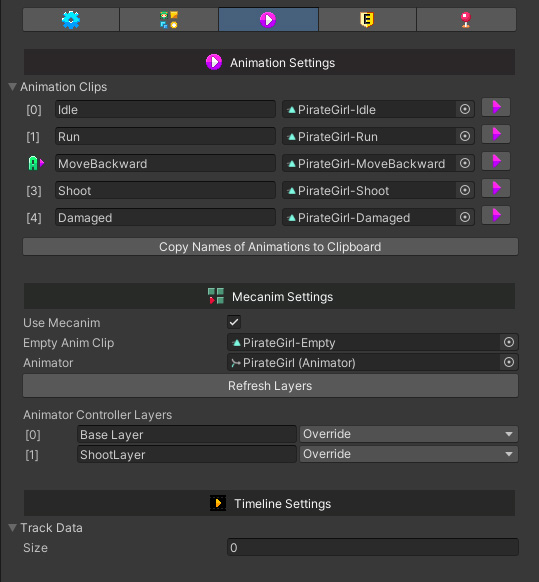 Animation Settings
Animation Clips
[0] Idle PirateGirl-Idle
[1] Run PirateGirl-Run
MoveBackward PirateGirl-MoveBackward
[3] Shoot PirateGirl-Shoot
[4] Damaged PirateGirl-Damaged
Copy Names of Animations to Clipboard
Mecanim Settings
Use Mecanim
Empty Anim Clip PirateGirl-Empty
Animator PirateGirl (Animator)
Refresh Layers
Animator Controller Layers
[0] Base Layer Override
[1] ShootLayer Override
Timeline Settings
Track Data
Size 0